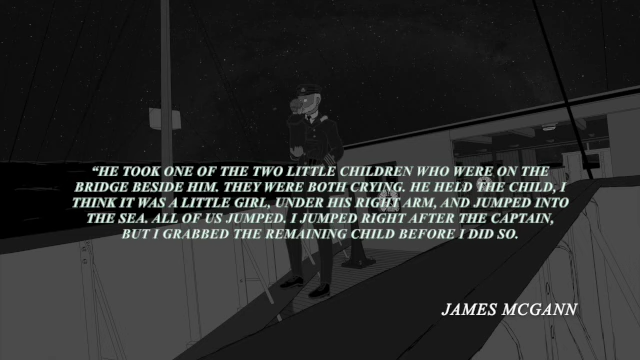 “HE TOOK ONE OF THE TWO LITTLE CHILDREN WHO WERE ON THE
BRIDGE BESIDE HIM. THEY WERE BOTH CRYING. HE HELD THE CHILD, I
THINK IT WAS A LITTLE GIRL, UNDER HIS RIGHT ARM, AND JUMPED INTO
THE SEA. ALL OF US JUMPED. I JUMPED RIGHT AFTER THE CAPTAIN,
BUT I GRABBED THE REMAINING CHILD BEFORE I DID SO.
JAMES MCGANN